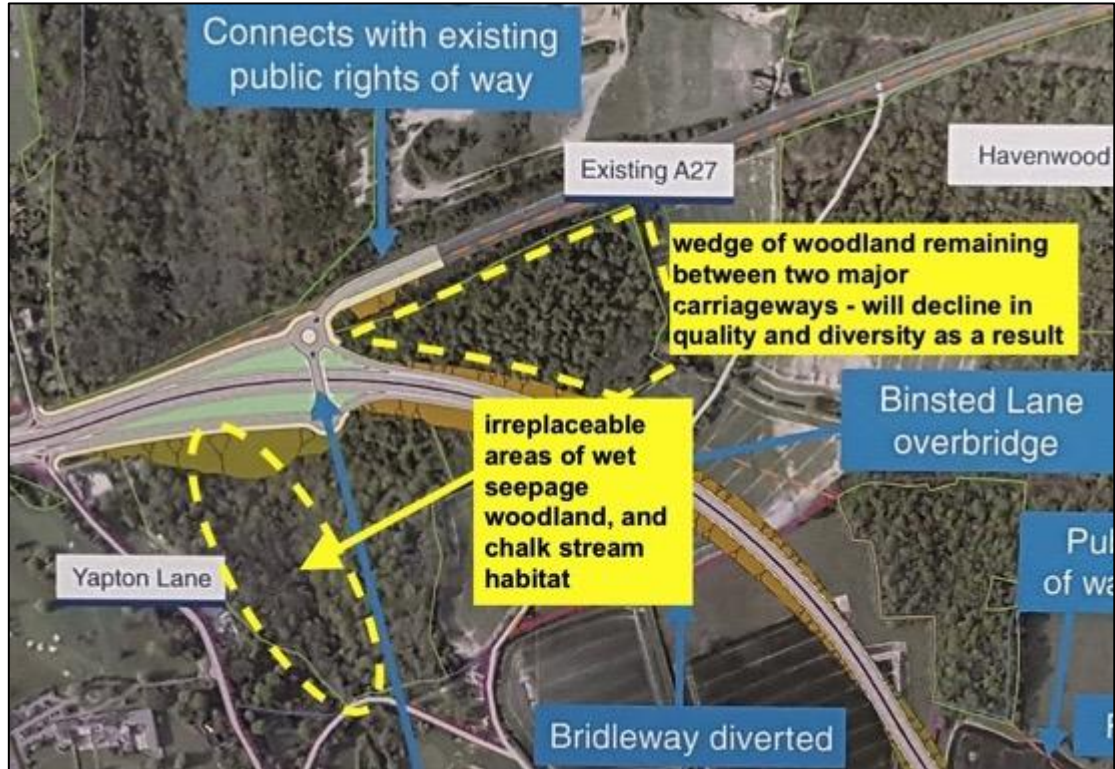 Connects with existing
public rights of way
Existing A27
Havenwood
wedge of woodland remaining
between two major
carriageways - will decline in
quality and diversity as a result
Binsted Lane
overbridge
irreplaceable
areas of wet
seepage
woodland, and
chalk stream
habitat
Yapton Lane
of
Bridleway diverted